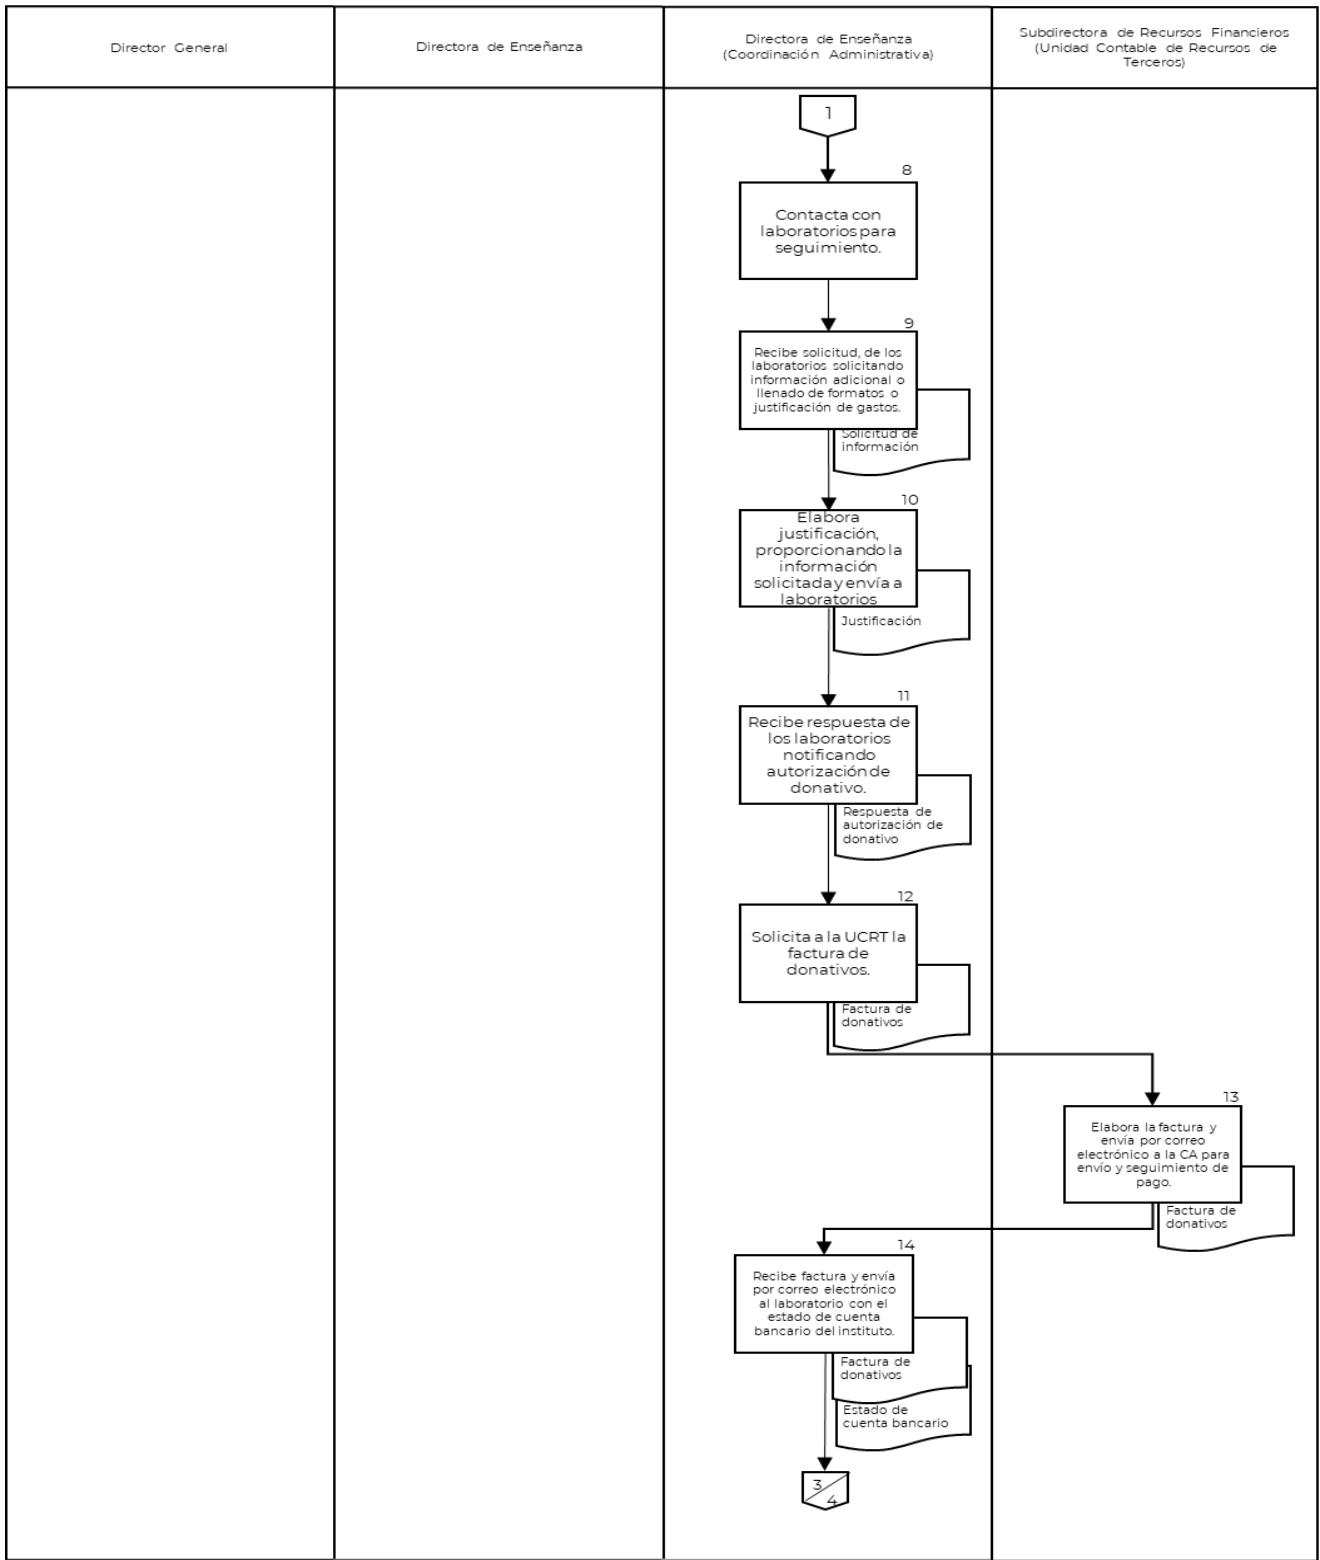 Director General
Directora de Enseñanza
Directora de Enseñanza
(Coordinación Administrativa)
Subdirectora de Recursos Financieros
(Unidad Contable de Recursos de
Terceros)
1
8
Contacta con
laboratorios para
seguimiento.
9
Recibe solicitud, de los
laboratorios solicitando
información adicional o
llenado de formatos o
justificación de gastos.
Solicitud de
información
10
Elabora
justificación,
proporcionando la
información
solicitada y envía a
laboratorios
Justificación
11
Recibe respuesta de
los laboratorios
notificando
autorización de
donativo.
Respuesta de
autorización de
donativo
12
Solicita a la UCRT la
factura de
donativos.
Factura de
donativos
13
Elabora la factura y
envía por correo
electrónico a la CA para
envío y seguimiento de
pago.
Factura de
donativos
14
Recibe factura y envía
por correo electrónico
al laboratorio con el
estado de cuenta
bancario del instituto.
Factura de
donativos
Estado de
cuenta bancario
3
4